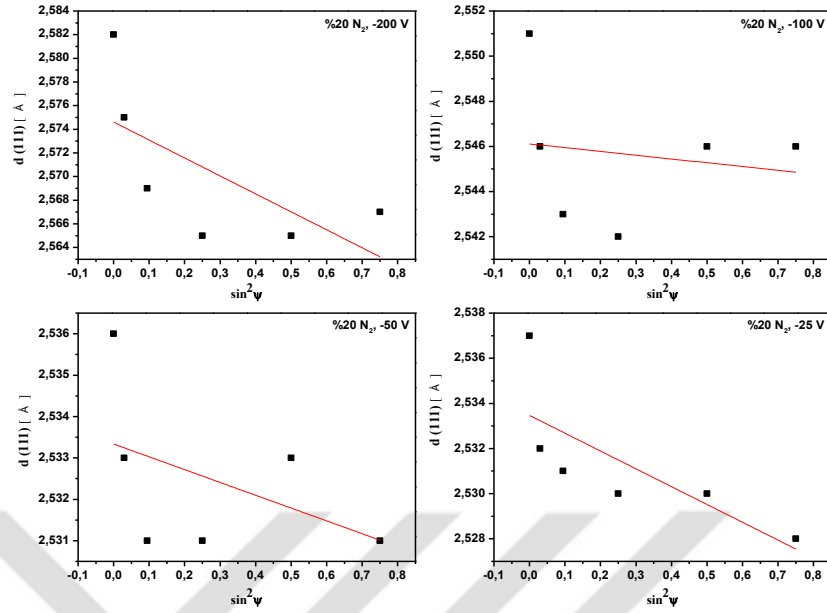 %20 N2, -200 V
2,584
2,582
2,580
2,578
2,576
2,574
2,572
2,570
2,568
2,566
2,564
d (111) [ Å ]
-0,1 0,0 0,1 0,2 0,3 0,4 0,5 0,6 0,7 0,8
sin2ψ
%20 N2, -100 V
2,552
2,550
2,548
2,546
2,544
2,542
d (111) [ Å ]
-0,1 0,0 0,1 0,2 0,3 0,4 0,5 0,6 0,7 0,8
sin2ψ
%20 N2, -50 V
2,536
2,535
2,534
2,533
2,532
2,531
d (111) [ Å ]
-0,1 0,0 0,1 0,2 0,3 0,4 0,5 0,6 0,7 0,8
sin2ψ
%20 N2, -25 V
2,538
2,536
2,534
2,532
2,530
2,528
d (111) [ Å ]
-0,1 0,0 0,1 0,2 0,3 0,4 0,5 0,6 0,7 0,8
sin2ψ